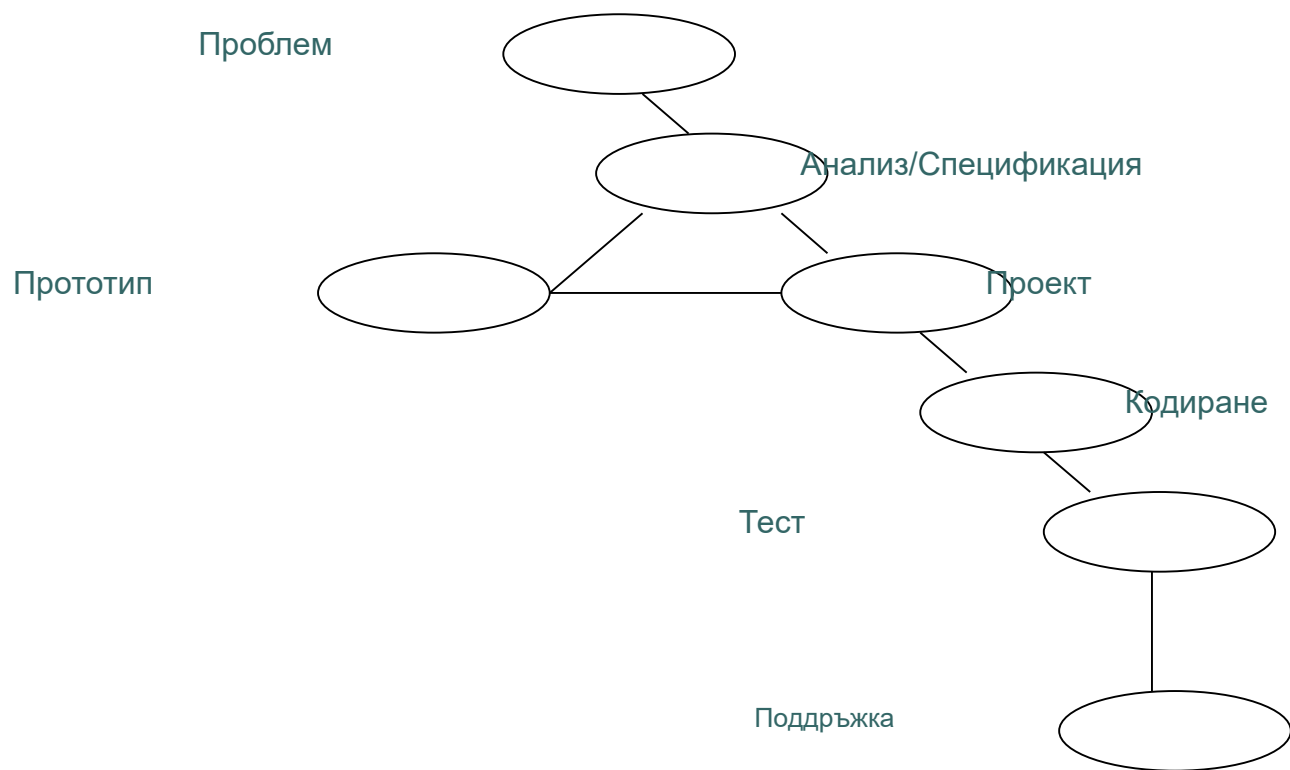 Проблем
Анализ/Спецификация
Прототип
Проект
Кодиране
Тест
Поддръжка